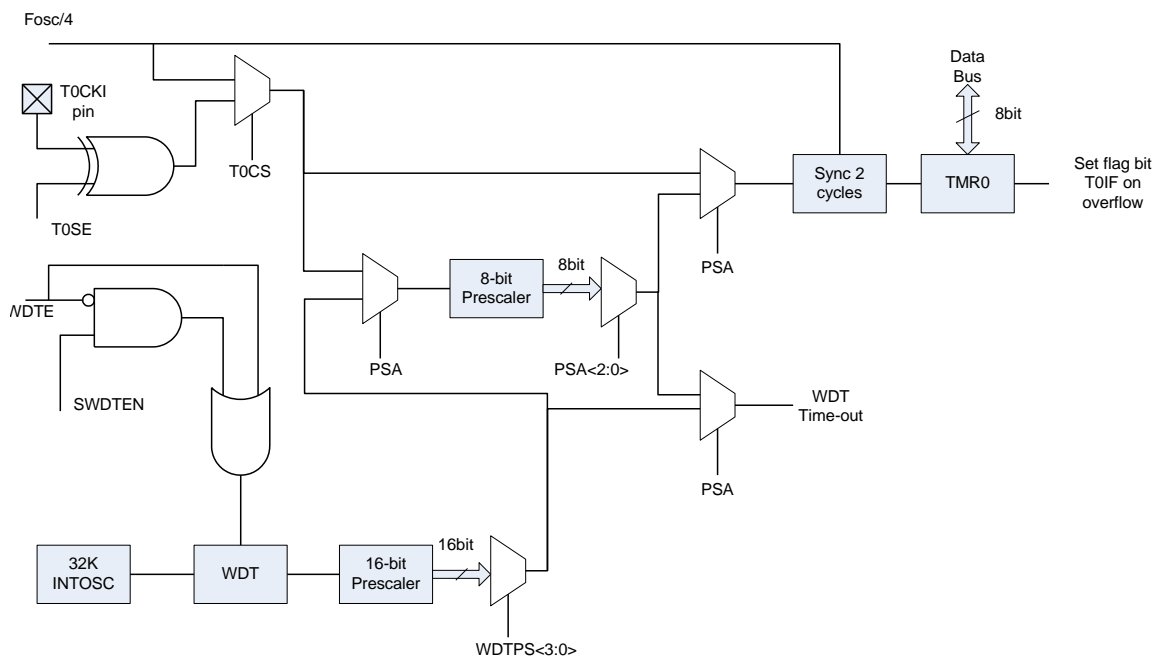 Fosc/4
T0CKI
pin
T0CS
T0SE
Data
Bus
8bit
Sync 2
cycles
TMR0
Set flag bit
T0IF on
overflow
PSA
8-bit
Prescaler
8bit
PSA
PSA<2:0>
WDTE
SWDTEN
WDT
Time-out
PSA
32K
INTOSC
WDT
16-bit
Prescaler
16bit
WDTPS<3:0>